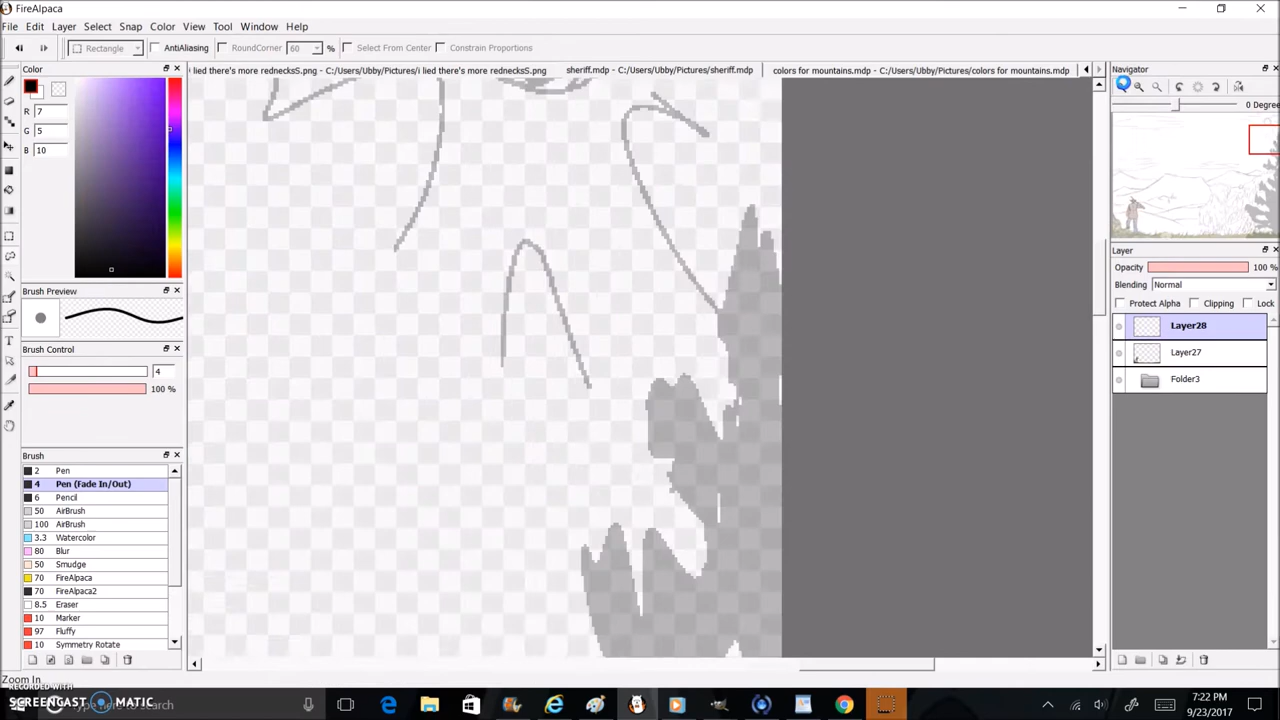 FireAlpaca
File Edit Layer Select Snap Color View Tool Window Help
Rectangle AntiAliasing RoundCorner 60 % Select From Center Constrain Proportions
Color
i lied there's more rednecksS.png - C:/Users/Ubby/Pictures/i lied there's more rednecksS.png sheriff.mdp - C:/Users/Ubby/Pictures/sheriff.mdp colors for mountains.mdp - C:/Users/Ubby/Pictures/colors for mountains.mdp
Navigator
0 Degree
R 7
G 5
B 10
Brush Preview
Brush Control
4
100 %
Brush
2 Pen
4 Pen (Fade In/Out)
6 Pencil
50 AirBrush
100 AirBrush
3.3 Watercolor
80 Blur
50 Smudge
70 FireAlpaca
70 FireAlpaca2
8.5 Eraser
10 Marker
97 Fluffy
10 Symmetry Rotate
Layer
Opacity 100 %
Blending Normal
Protect Alpha Clipping Lock
Layer28
Layer27
Folder3
Zoom In
RECORDED WITH
SCREENCAST MATIC
Type here to search
7:22 PM
9/23/2017